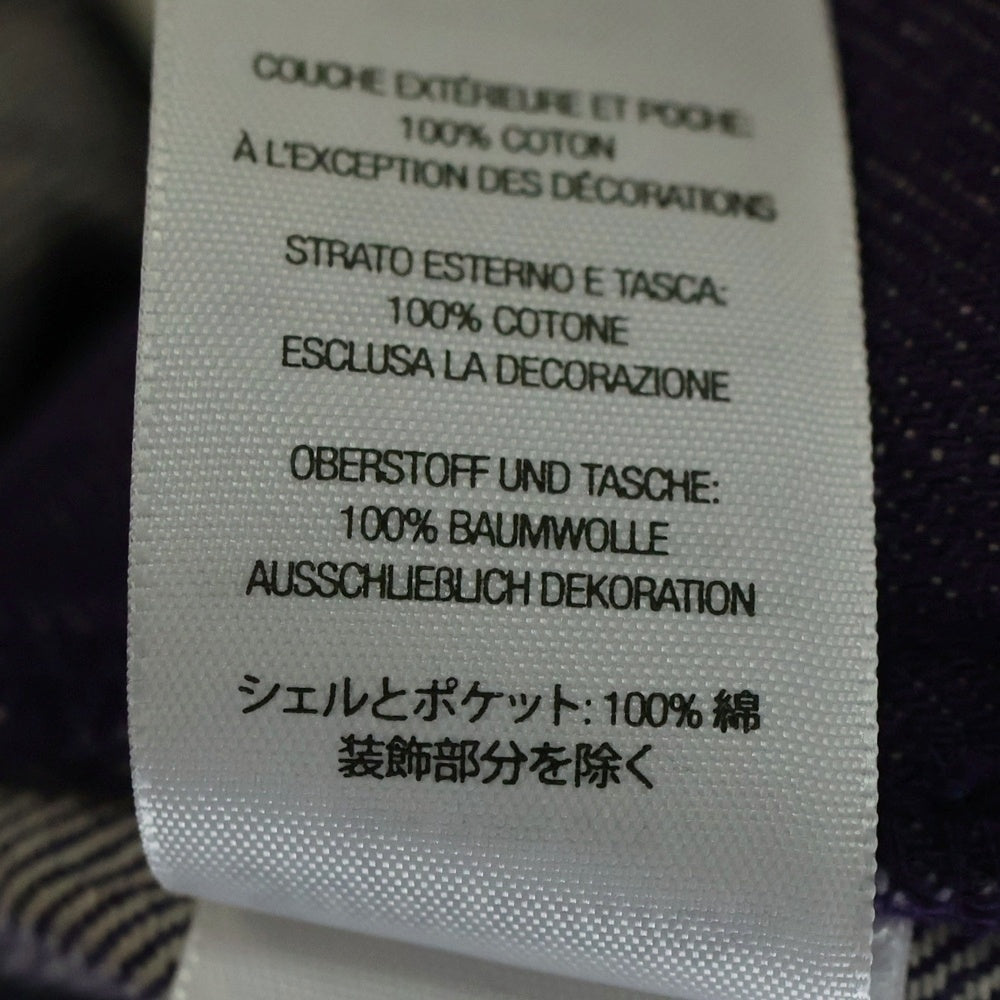 COUCHE EXTÉRIEURE ET POCHE:
100% COTON
À L'EXCEPTION DES DÉCORATIONS
STRATO ESTERNO E TASCA:
100% COTONE
ESCLUSA LA DECORAZIONE
OBERSTOFF UND TASCHE:
100% BAUMWOLLE
AUSSCHLIEßLICH DEKORATION
シェルとポケット: 100% 綿
装飾部分を除く